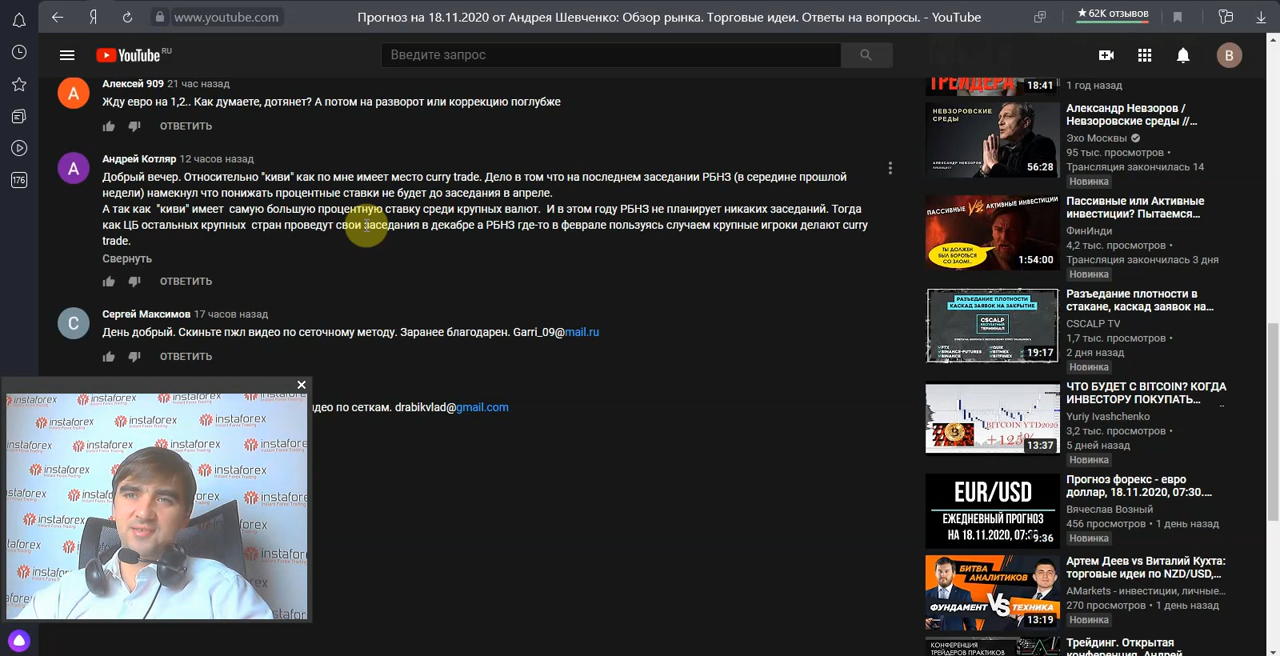 www.youtube.com
Прогноз на 18.11.2020 от Андрея Шевченко: Обзор рынка. Торговые идеи. Ответы на вопросы. - YouTube
★62K отзывов
YouTube RU
Введите запрос
B
176
A
Алексей 909 21 час назад
Жду евро на 1,2.. Как думаете, дотянет? А потом на разворот или коррекцию поглубже
ОТВЕТИТЬ
A
Андрей Котляр 12 часов назад
Добрый вечер. Относительно "киви" как по мне имеет место curry trade. Дело в том что на последнем заседании РБНЗ (в середине прошлой
недели) намекнул что понижать процентные ставки не будет до заседания в апреле.
А так как "киви" имеет самую большую процентную ставку среди крупных валют. И в этом году РБНЗ не планирует никаких заседаний. Тогда
как ЦБ остальных крупных стран проведут свои заседания в декабре а РБНЗ где-то в феврале пользуясь случаем крупные игроки делают curry
trade.
Свернуть
ОТВЕТИТЬ
C
Сергей Максимов 17 часов назад
День добрый. Скиньте пжл видео по сеточному методу. Заранее благодарен. Garri_09@mail.ru
ОТВЕТИТЬ
идео по сеткам. drabikvlad@gmail.com
instaforex
Instant Forex Trading
ТРЕЙДЕРА
18:41
1 год назад
НЕВЗОРОВСКИЕ
СРЕДЫ
56:28
Александр Невзоров /
Невзоровские среды //...
Эхо Москвы
95 тыс. просмотров •
Трансляция закончилась 14
ПАССИВНЫЕ VS АКТИВНЫЕ ИНВЕСТИЦИИ
ТЫ ДОЛЖЕН
БЫЛ БОРОТЬСЯ
СО ЗЛОМ!
1:54:00
Пассивные или Активные
инвестиции? Пытаемся...
ФинИнди
4,2 тыс. просмотров •
Трансляция закончилась 3 дня
Новинка
РАЗЪЕДАНИЕ ПЛОТНОСТИ
КАСКАД ЗАЯВОК НА ЗАКРЫТИЕ
CSCALP
19:17
Разъедание плотности в
стакане, каскад заявок на...
CSCALP TV
1,7 тыс. просмотров •
2 дня назад
Новинка
BITCOIN YTD2020
+125%
13:37
ЧТО БУДЕТ С BITCOIN? КОГДА
ИНВЕСТОРУ ПОКУПАТЬ...
Yuriy Ivashchenko
3,2 тыс. просмотров •
5 дней назад
Новинка
EUR/USD
ЕЖЕДНЕВНЫЙ ПРОГНОЗ
НА 18.11.2020, 07:3
9:36
Прогноз форекс - евро
доллар, 18.11.2020, 07:30....
Вячеслав Возный
456 просмотров • 1 день назад
Новинка
БИТВА
АНАЛИТИКОВ
ФУНДАМЕНТ VS ТЕХНИКА
13:19
Артем Деев vs Виталий Кухта:
торговые идеи по NZD/USD,...
AMarkets - инвестиции, личные...
270 просмотров • 1 день назад
Новинка
КОНФЕРЕНЦИЯ
ТРЕЙДЕРОВ ПРАКТИКОВ
Трейдинг. Открытая
конференция. Андрей